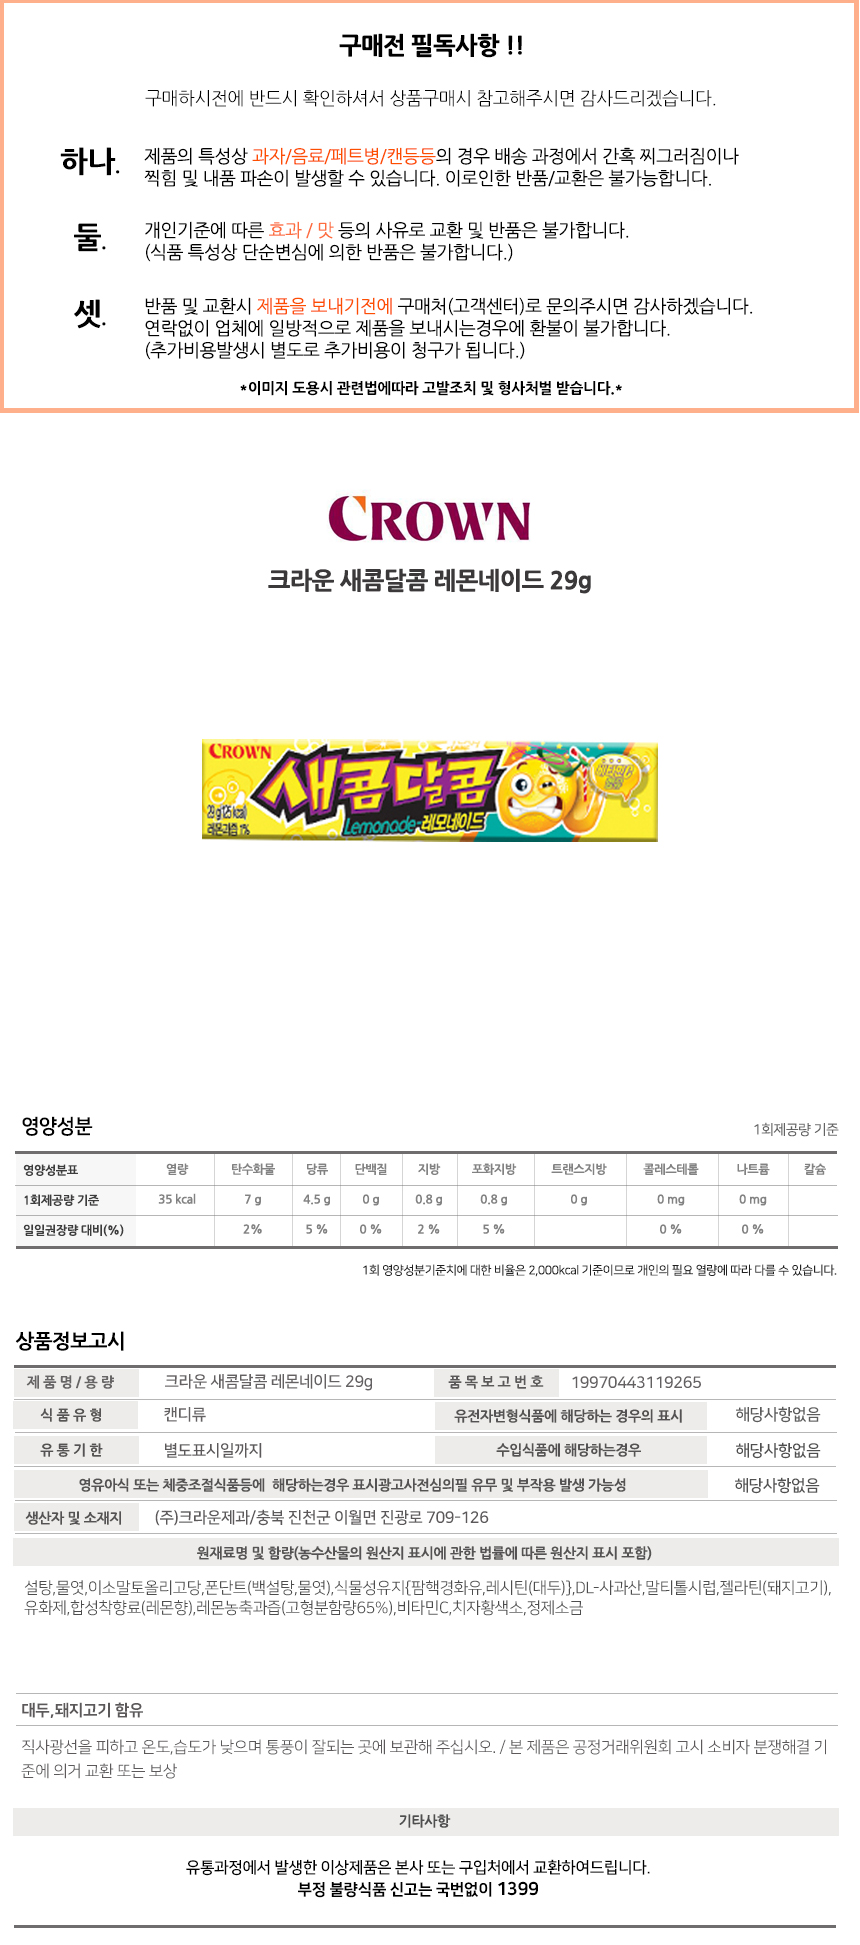 구매전 필독사항 !!
구매하시전에 반드시 확인하셔서 상품구매시 참고해주시면 감사드리겠습니다.
하나. 제품의 특성상 과자/음료/페트병/캔등등의 경우 배송 과정에서 간혹 찌그러짐이나
찍힘 및 내품 파손이 발생할 수 있습니다. 이로인한 반품/교환은 불가능합니다.
둘. 개인기준에 따른 효과 / 맛 등의 사유로 교환 및 반품은 불가합니다.
(식품 특성상 단순변심에 의한 반품은 불가합니다.)
셋. 반품 및 교환시 제품을 보내기전에 구매처(고객센터)로 문의주시면 감사하겠습니다.
연락없이 업체에 일방적으로 제품을 보내시는경우에 환불이 불가합니다.
(추가비용발생시 별도로 추가비용이 청구가 됩니다.)
*이미지 도용시 관련법에따라 고발조치 및 형사처벌 받습니다.*
CROWN
크라운 새콤달콤 레몬네이드 29g
CROWN
새콤달콤
29 g(125 kcal)
레몬과즙 1%
Lemonade-레모네이드
비타민C
영양성분
1회제공량 기준
영양성분표 열량 탄수화물 당류 단백질 지방 포화지방 트랜스지방 콜레스테롤 나트륨 칼슘
1회제공량 기준 35 kcal 7 g 4.5 g 0 g 0.8 g 0.8 g 0 g 0 mg 0 mg
일일권장량 대비(%) 2% 5 % 0 % 2 % 5 % 0 % 0 %
1회 영양성분기준치에 대한 비율은 2,000kcal 기준이므로 개인의 필요 열량에 따라 다를 수 있습니다.
상품정보고시
제 품 명 / 용 량 크라운 새콤달콤 레몬네이드 29g 품 목 보 고 번 호 19970443119265
식 품 유 형 캔디류 유전자변형식품에 해당하는 경우의 표시 해당사항없음
유 통 기 한 별도표시일까지 수입식품에 해당하는경우 해당사항없음
영유아식 또는 체중조절식품등에 해당하는경우 표시광고사전심의필 유무 및 부작용 발생 가능성 해당사항없음
생산자 및 소재지 (주)크라운제과/충북 진천군 이월면 진광로 709-126
원재료명 및 함량(농수산물의 원산지 표시에 관한 법률에 따른 원산지 표시 포함)
설탕,물엿,이소말토올리고당,폰단트(백설탕,물엿),식물성유지{팜핵경화유,레시틴(대두)},DL-사과산,말티톨시럽,젤라틴(돼지고기),
유화제,합성착향료(레몬향),레몬농축과즙(고형분함량65%),비타민C,치자황색소,정제소금
대두,돼지고기 함유
직사광선을 피하고 온도,습도가 낮으며 통풍이 잘되는 곳에 보관해 주십시오. / 본 제품은 공정거래위원회 고시 소비자 분쟁해결 기
준에 의거 교환 또는 보상
기타사항
유통과정에서 발생한 이상제품은 본사 또는 구입처에서 교환하여드립니다.
부정 불량식품 신고는 국번없이 1399